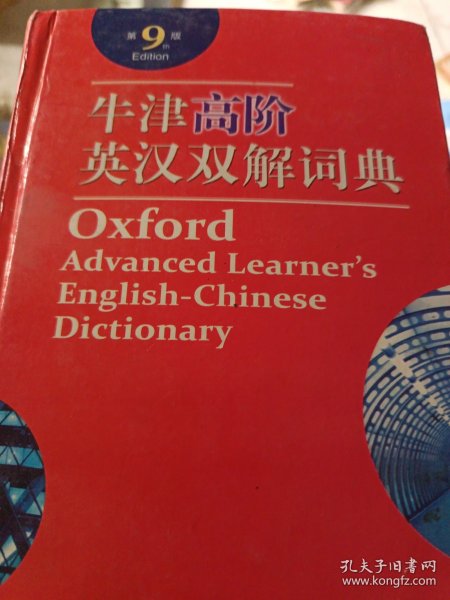 第9版
th
Edition
牛津高阶
英汉双解词典
Oxford
Advanced Learner's
English-Chinese
Dictionary
孔夫子旧书网
www.kongfz.com